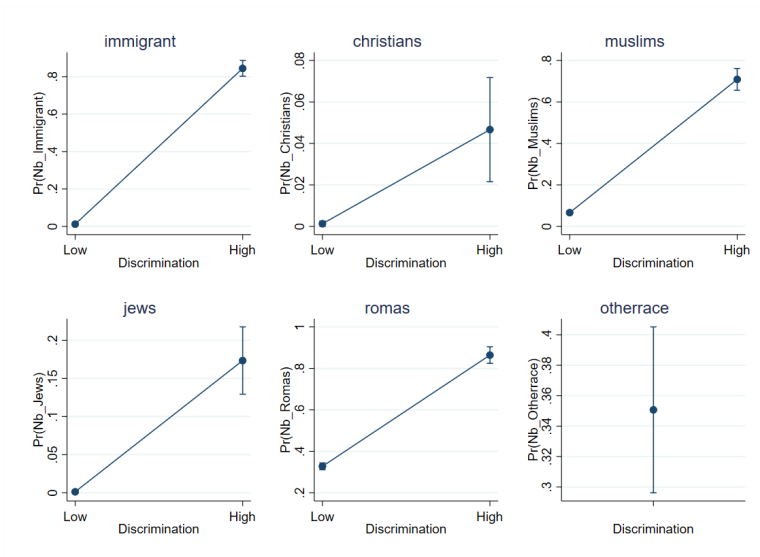 immigrant
Pr(Nb_Immigrant)
.8
.6
.4
.2
0
Low High
Discrimination
christians
Pr(Nb_Christians)
.08
.06
.04
.02
0
Low High
Discrimination
muslims
Pr(Nb_Muslims)
.8
.6
.4
.2
0
Low High
Discrimination
jews
Pr(Nb_Jews)
.2
.15
.1
.05
0
Low High
Discrimination
romas
Pr(Nb_Romas)
1
.8
.6
.4
.2
Low High
Discrimination
otherrace
Pr(Nb_Otherrace)
.4
.38
.36
.34
.32
.3
Discrimination